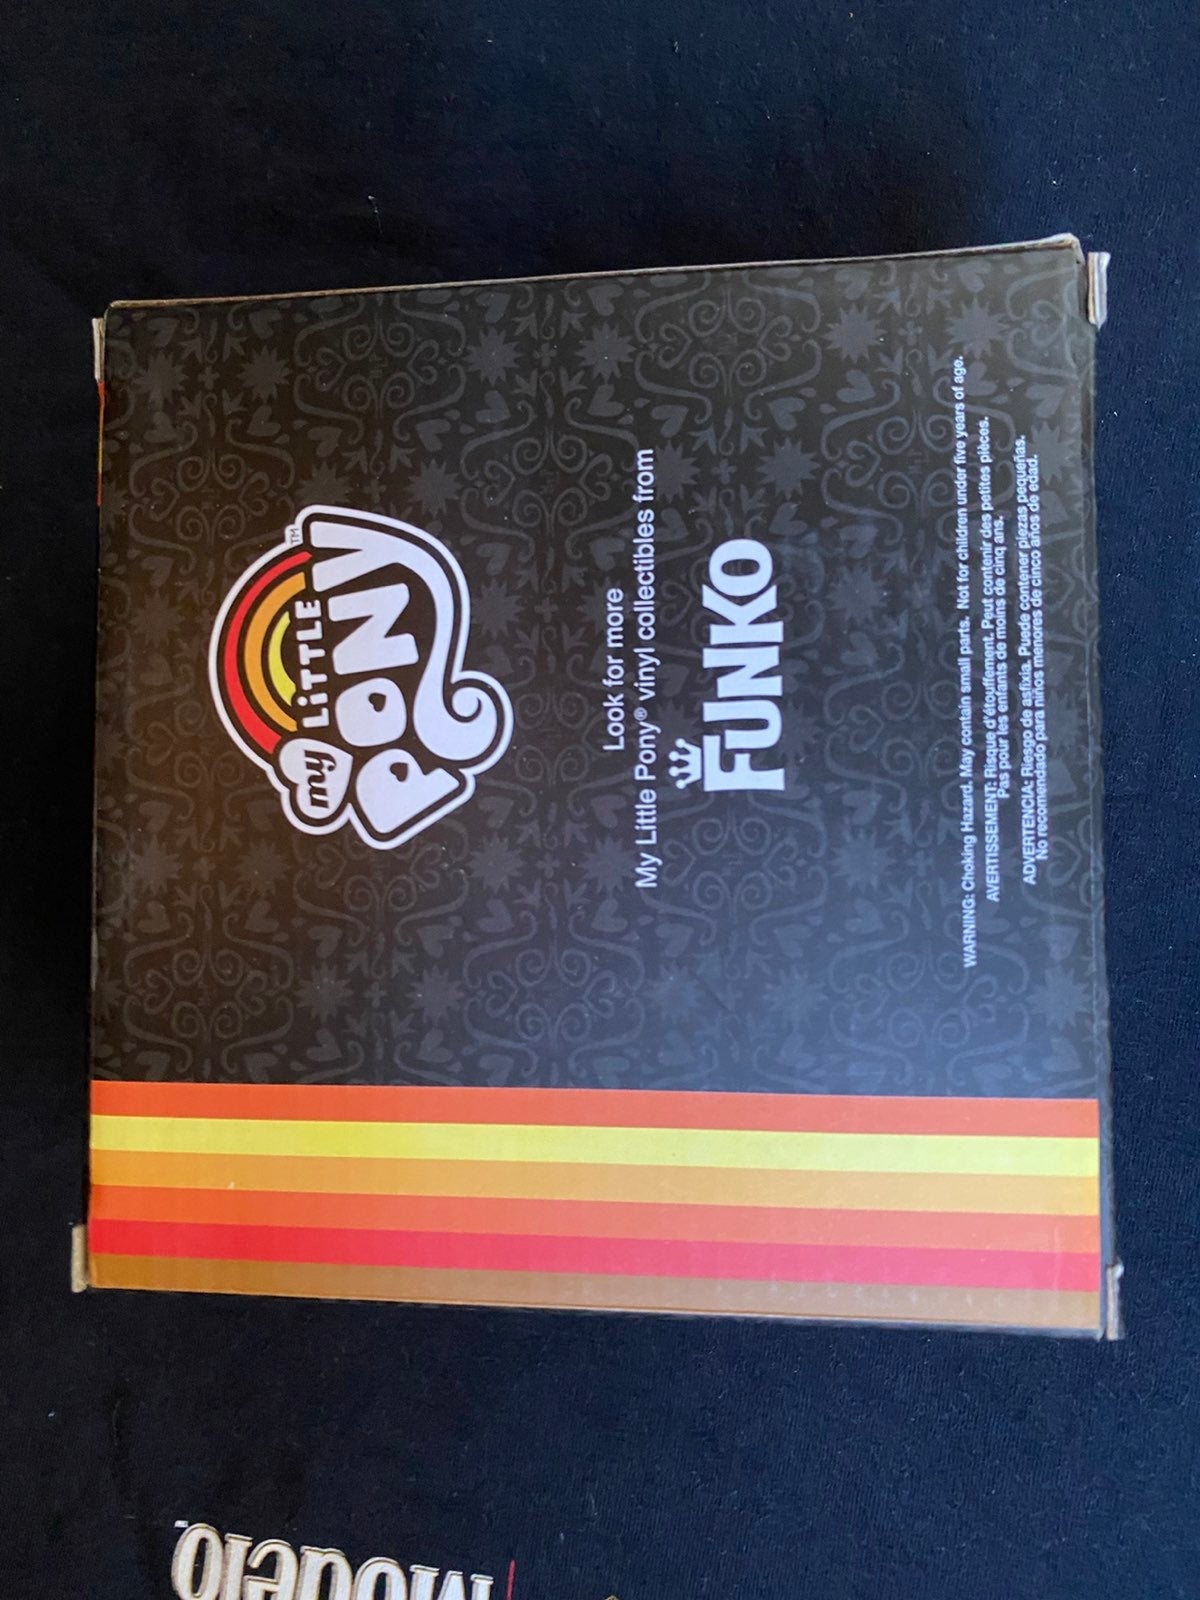 my LiTTLE
PONY™
Look for more
My Little Pony® vinyl collectibles from
FUNKO
WARNING: Choking Hazard. May contain small parts. Not for children under five years of age.
AVERTISSEMENT: Risque d'étouffement. Peut contenir des petites pièces.
Pas pour les enfants de moins de cinq ans.
ADVERTENCIA: Riesgo de asfixia. Puede contener piezas pequeñas.
No recomendado para niños menores de cinco años de edad.
Modelo